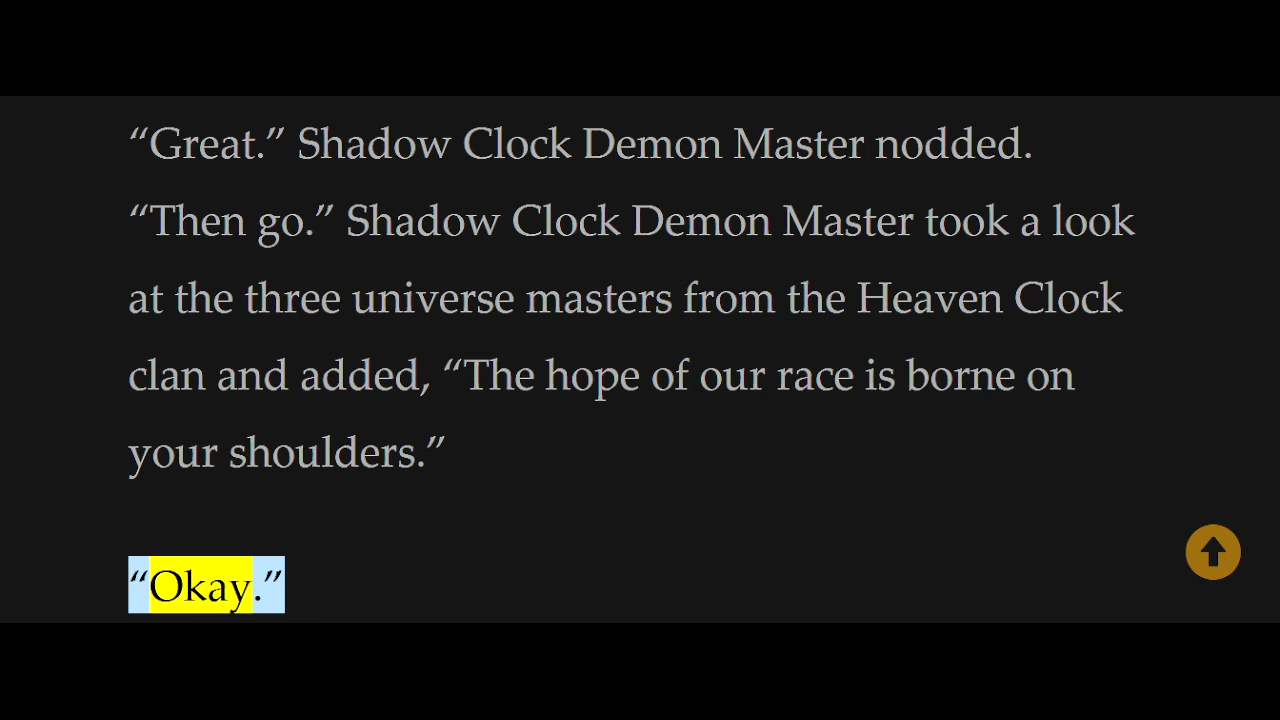 “Great.” Shadow Clock Demon Master nodded.
“Then go.” Shadow Clock Demon Master took a look
at the three universe masters from the Heaven Clock
clan and added, “The hope of our race is borne on
your shoulders.”
“Okay.”